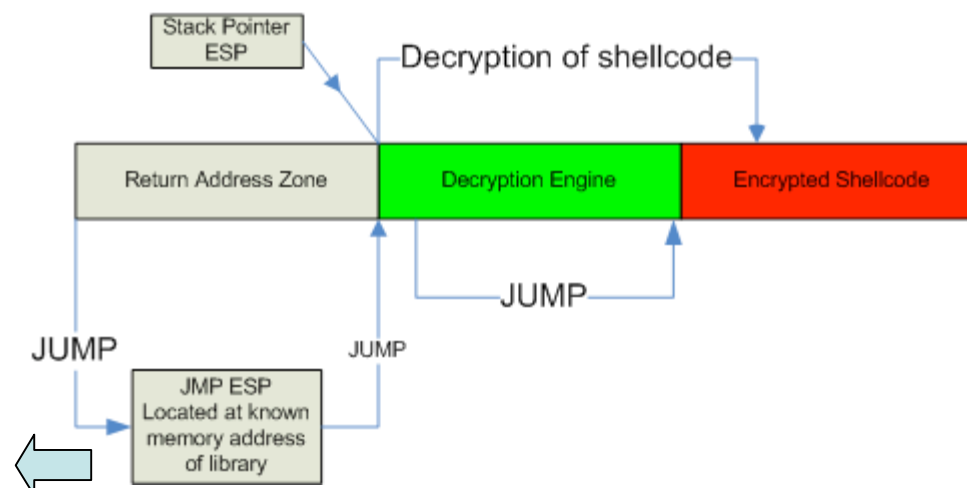 Stack Pointer
ESP
Decryption of shellcode
Return Address Zone
Decryption Engine
Encrypted Shellcode
JUMP
JUMP
JUMP
JMP ESP
Located at known
memory address
of library